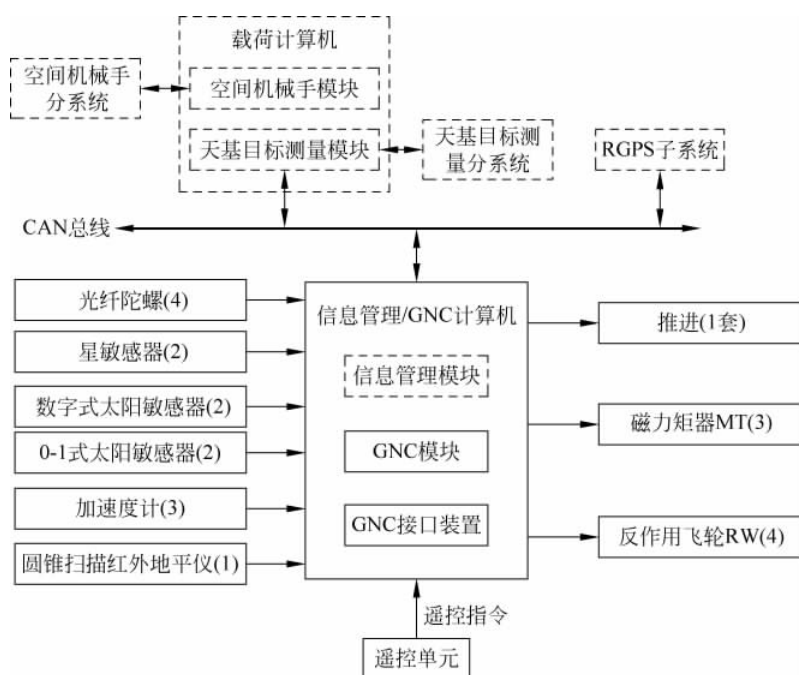 载荷计算机
空间机械手
分系统
空间机械手模块
天基目标测量模块
天基目标测
量分系统
RGPS子系统
CAN总线
光纤陀螺(4)
星敏感器(2)
数字式太阳敏感器(2)
0-1式太阳敏感器(2)
加速度计(3)
圆锥扫描红外地平仪(1)
信息管理/GNC计算机
信息管理模块
GNC模块
GNC接口装置
推进(1套)
磁力矩器MT(3)
反作用飞轮RW(4)
遥控指令
遥控单元